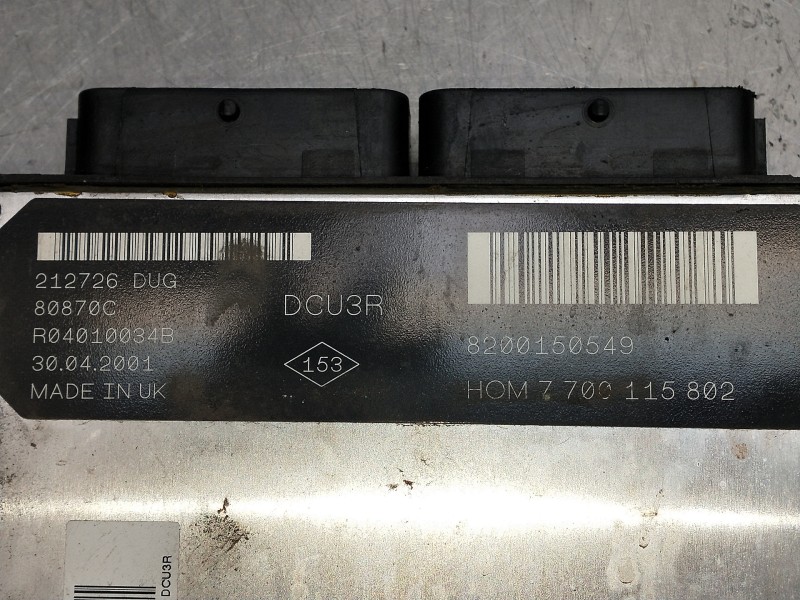 212726 DUG
80870C
R04010034B
30.04.2001
MADE IN UK
DCU3R
153
8200150549
HOM 7 700 115 802
DCU3R